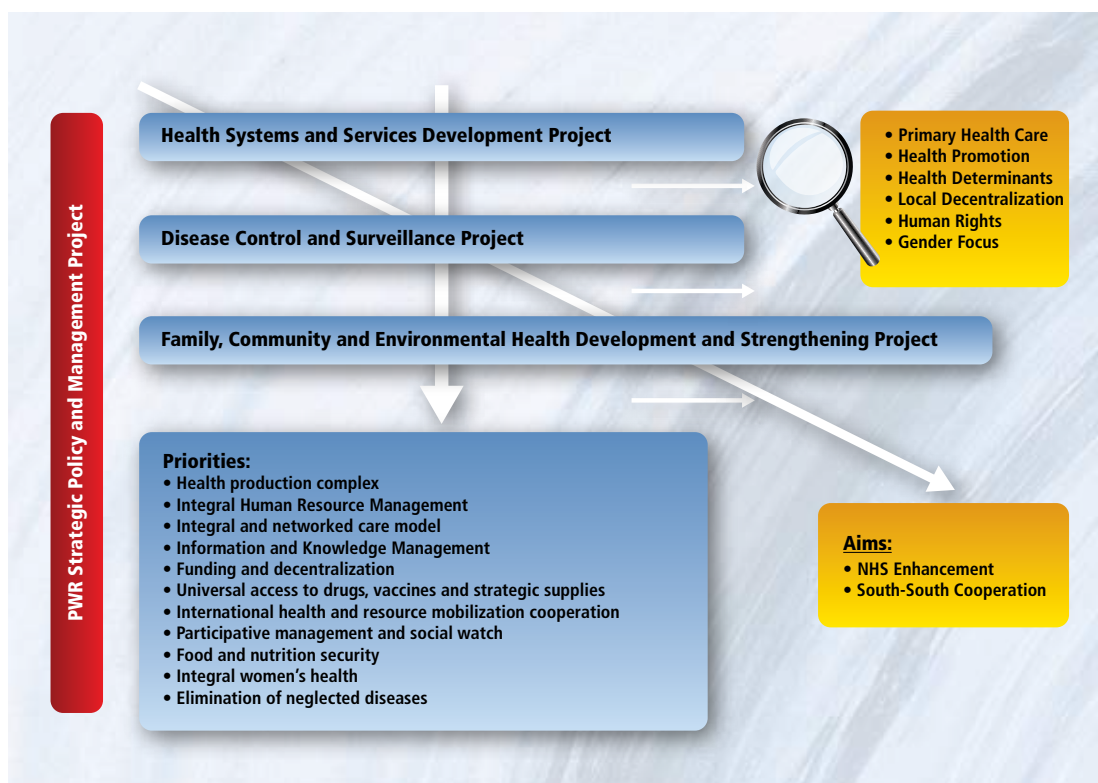 PWR Strategic Policy and Management Project
Health Systems and Services Development Project
Disease Control and Surveillance Project
Family, Community and Environmental Health Development and Strengthening Project
• Primary Health Care
• Health Promotion
• Health Determinants
• Local Decentralization
• Human Rights
• Gender Focus
Priorities:
• Health production complex
• Integral Human Resource Management
• Integral and networked care model
• Information and Knowledge Management
• Funding and decentralization
• Universal access to drugs, vaccines and strategic supplies
• International health and resource mobilization cooperation
• Participative management and social watch
• Food and nutrition security
• Integral women's health
• Elimination of neglected diseases
Aims:
• NHS Enhancement
• South-South Cooperation